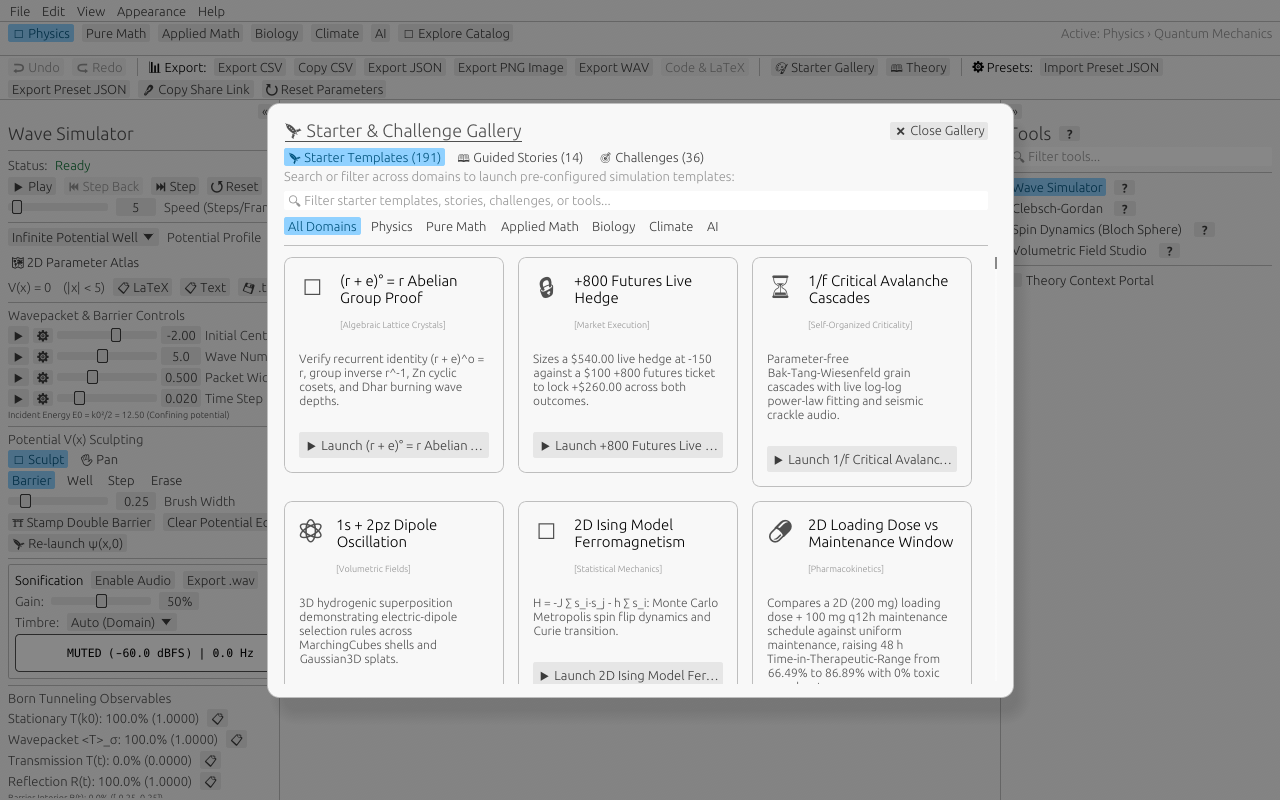 File Edit View Appearance Help
Physics Pure Math Applied Math Biology Climate AI Explore Catalog Active: Physics › Quantum Mechanics
Undo Redo Export: Export CSV Copy CSV Export JSON Export PNG Image Export WAV Code & LaTeX Starter Gallery Theory Presets: Import Preset JSON
Export Preset JSON Copy Share Link Reset Parameters
Wave Simulator
Status: Ready
Play Step Back Step Reset
5 Speed (Steps/Fran
Infinite Potential Well Potential Profile
2D Parameter Atlas
V(x) = 0 (|x| < 5) LaTeX Text .t
Wavepacket & Barrier Controls
-2.00 Initial Cent
5.0 Wave Num
0.500 Packet Wid
0.020 Time Step
Incident Energy E0 = k0²/2 = 12.50 (Confining potential)
Potential V(x) Sculpting
Sculpt Pan
Barrier Well Step Erase
0.25 Brush Width
Stamp Double Barrier Clear Potential Ed
Re-launch ψ(x,0)
Sonification Enable Audio Export .wav
Gain: 50%
Timbre: Auto (Domain)
MUTED (-60.0 dBFS) | 0.0 Hz
Born Tunneling Observables
Stationary T(k0): 100.0% (1.0000)
Wavepacket <T>_σ: 100.0% (1.0000)
Transmission T(t): 0.0% (0.0000)
Reflection R(t): 100.0% (1.0000)
Starter & Challenge Gallery
Close Gallery
Starter Templates (191) Guided Stories (14) Challenges (36)
Search or filter across domains to launch pre-configured simulation templates:
Filter starter templates, stories, challenges, or tools...
All Domains Physics Pure Math Applied Math Biology Climate AI
(r + e)° = r Abelian
Group Proof
[Algebraic Lattice Crystals]
Verify recurrent identity (r + e)^o =
r, group inverse r^-1, Zn cyclic
cosets, and Dhar burning wave
depths.
Launch (r + e)° = r Abelian …
+800 Futures Live
Hedge
[Market Execution]
Sizes a $540.00 live hedge at -150
against a $100 +800 futures ticket
to lock +$260.00 across both
outcomes.
Launch +800 Futures Live …
1/f Critical Avalanche
Cascades
[Self-Organized Criticality]
Parameter-free
Bak-Tang-Wiesenfeld grain
cascades with live log-log
power-law fitting and seismic
crackle audio.
Launch 1/f Critical Avalanc…
1s + 2pz Dipole
Oscillation
[Volumetric Fields]
3D hydrogenic superposition
demonstrating electric-dipole
selection rules across
MarchingCubes shells and
Gaussian3D splats.
2D Ising Model
Ferromagnetism
[Statistical Mechanics]
H = -J ∑ s_i·s_j - h ∑ s_i: Monte Carlo
Metropolis spin flip dynamics and
Curie transition.
Launch 2D Ising Model Fer…
2D Loading Dose vs
Maintenance Window
[Pharmacokinetics]
Compares a 2D (200 mg) loading
dose + 100 mg q12h maintenance
schedule against uniform
maintenance, raising 48 h
Time-in-Therapeutic-Range from
66.49% to 86.89% with 0% toxic
Tools ?
Filter tools...
Wave Simulator ?
Clebsch-Gordan ?
Spin Dynamics (Bloch Sphere) ?
Volumetric Field Studio ?
Theory Context Portal